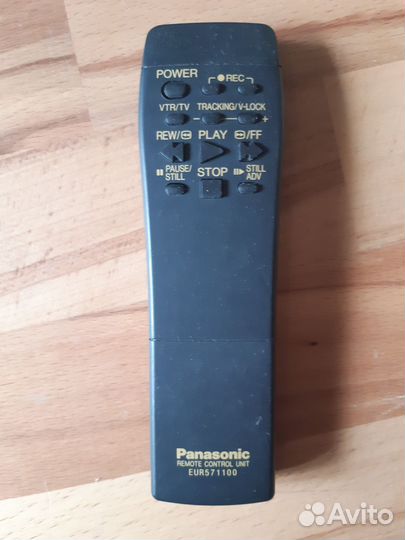 POWER
●REC
VTR/TV
TRACKING/V-LOCK
− +
REW/⏪ PLAY ⏩/FF
⏸ PAUSE/
STILL
STOP
⏸▶ STILL
ADV
Panasonic
REMOTE CONTROL UNIT
EUR571100
Avito